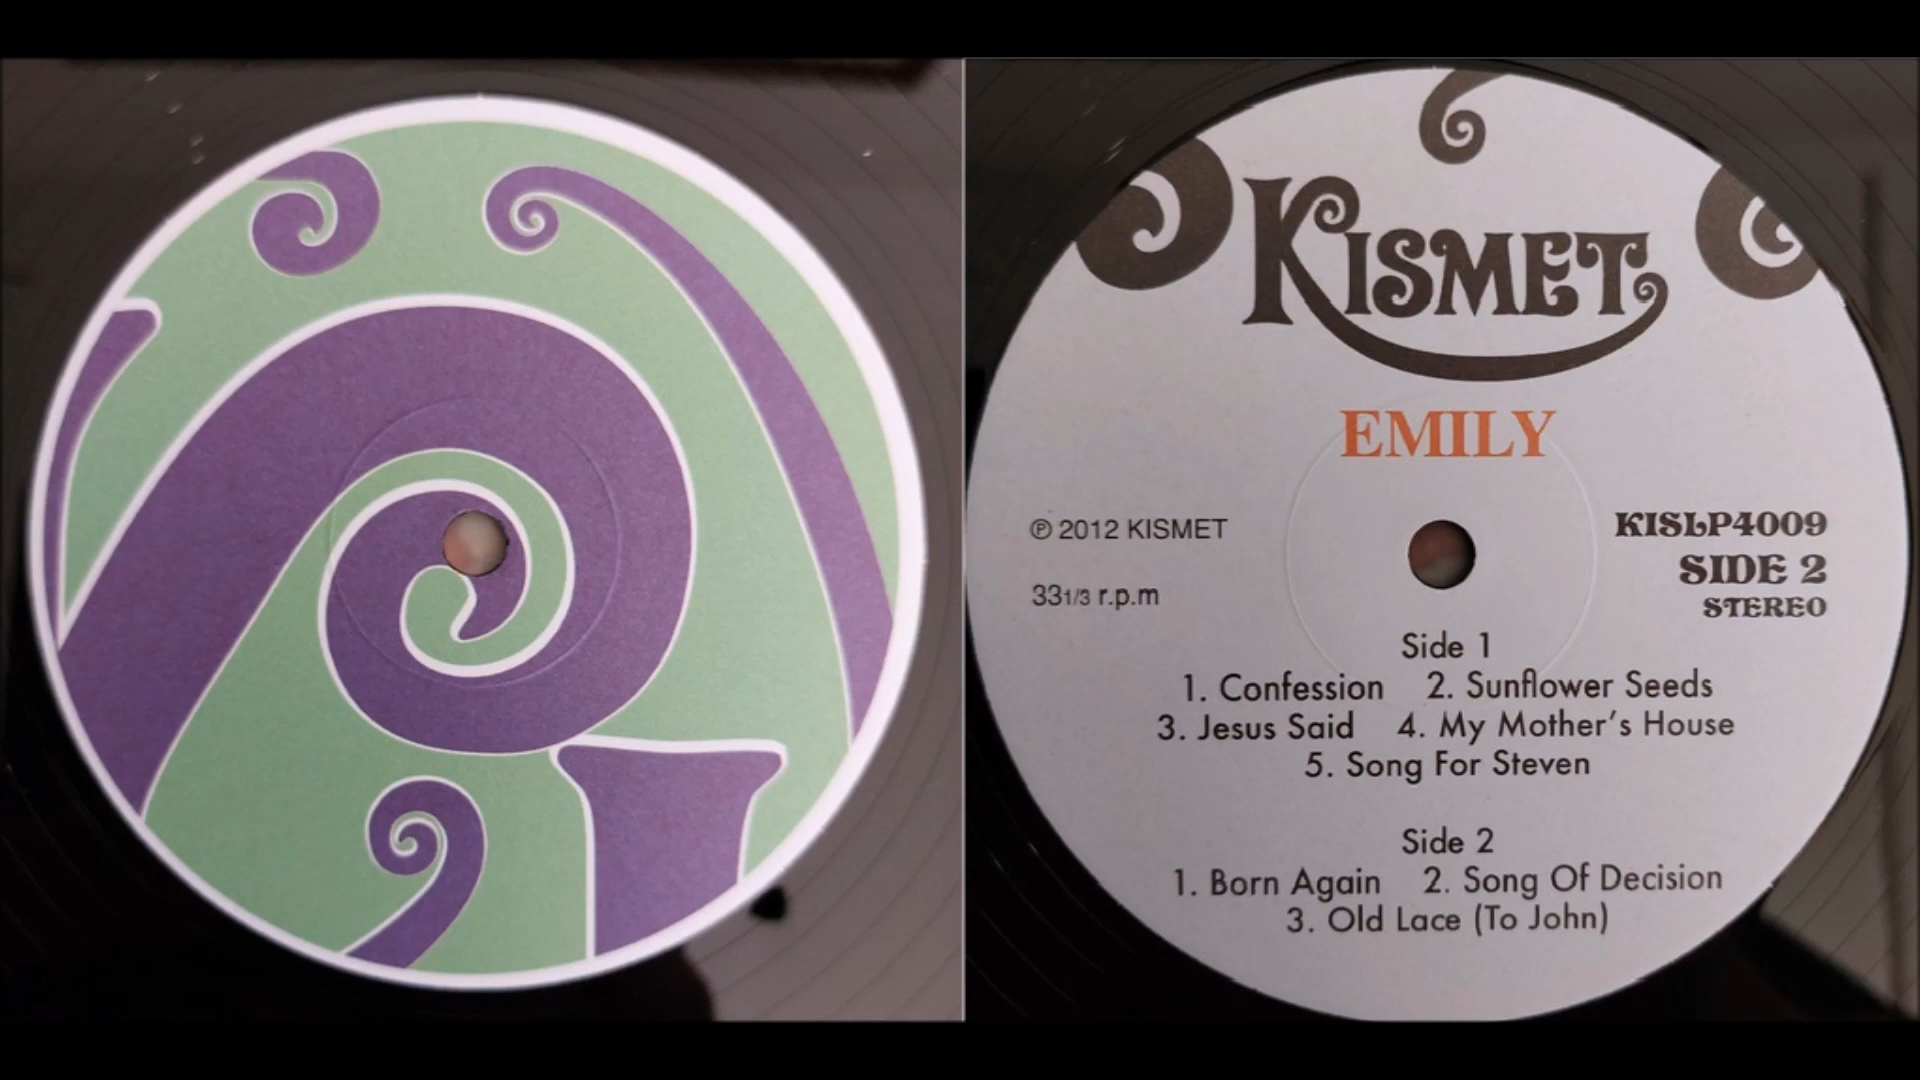 KISMET
EMILY
℗ 2012 KISMET
KISLP4009
SIDE 2
33 1/3 r.p.m
STEREO
Side 1
1. Confession 2. Sunflower Seeds
3. Jesus Said 4. My Mother's House
5. Song For Steven
Side 2
1. Born Again 2. Song Of Decision
3. Old Lace (To John)